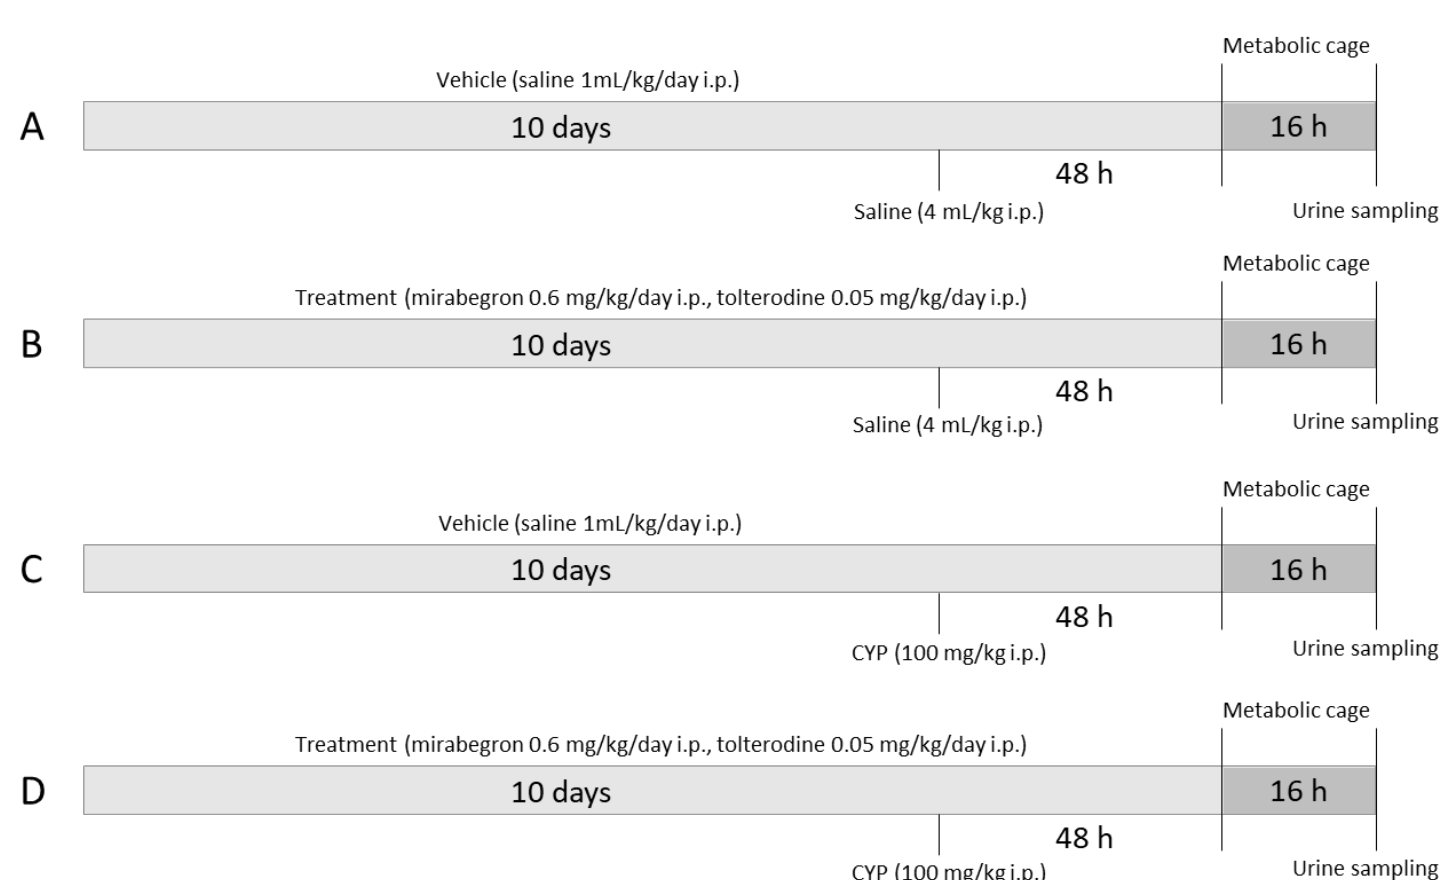 Metabolic cage
Vehicle (saline 1mL/kg/day i.p.)
A
10 days
16 h
48 h
Saline (4 mL/kg i.p.)
Urine sampling
Metabolic cage
Treatment (mirabegron 0.6 mg/kg/day i.p., tolterodine 0.05 mg/kg/day i.p.)
B
10 days
16 h
48 h
Saline (4 mL/kg i.p.)
Urine sampling
Metabolic cage
Vehicle (saline 1mL/kg/day i.p.)
C
10 days
16 h
48 h
CYP (100 mg/kg i.p.)
Urine sampling
Metabolic cage
Treatment (mirabegron 0.6 mg/kg/day i.p., tolterodine 0.05 mg/kg/day i.p.)
D
10 days
16 h
48 h
CYP (100 mg/kg i.p.)
Urine sampling